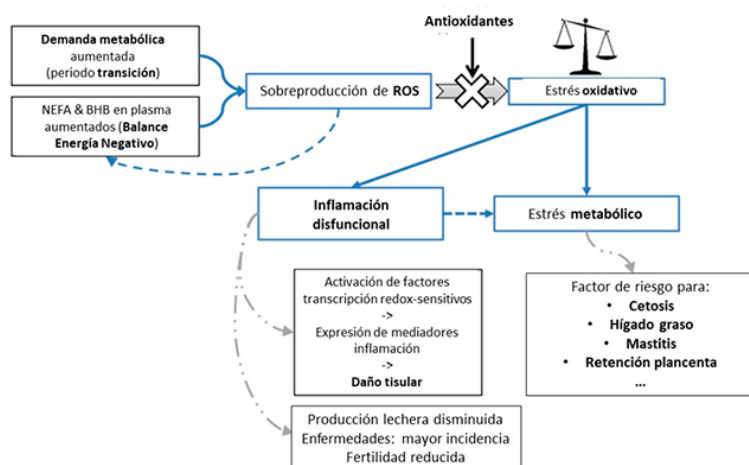 Antioxidantes
Demanda metabólica
aumentada
(periodo transición)
Sobreproducción de ROS
Estrés oxidativo
NEFA & BHB en plasma
aumentados (Balance
Energía Negativo)
Inflamación
disfuncional
Estrés metabólico
Activación de factores
transcripción redox-sensitivos
->
Expresión de mediadores
inflamación
->
Daño tisular
Factor de riesgo para:
• Cetosis
• Hígado graso
• Mastitis
• Retención plancenta
...
Producción lechera disminuida
Enfermedades: mayor incidencia
Fertilidad reducida